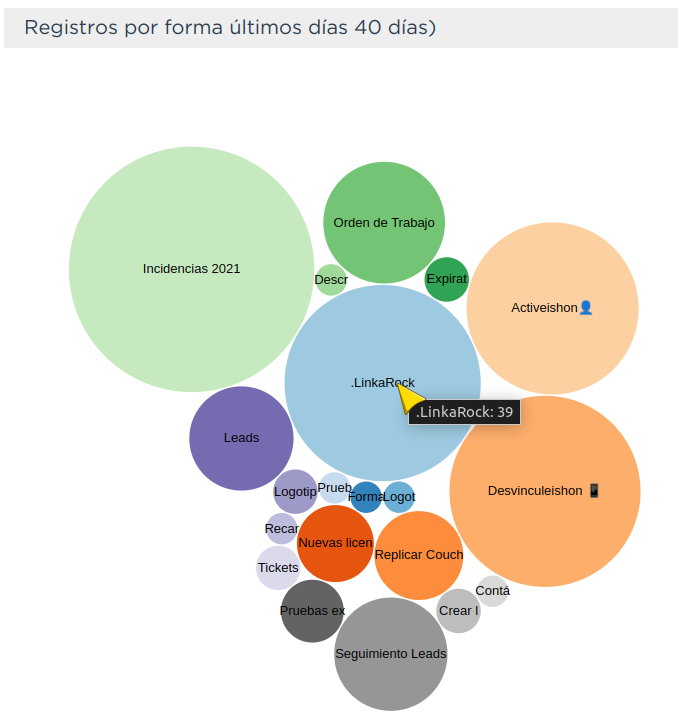 Registros por forma últimos días 40 días)
Orden de Trabajo
Incidencias 2021
Descr
Expirat
Activeishon👤
.LinkaRock
.LinkaRock: 39
Leads
Logotip
Prueb
Forma
Logot
Desvinculeishon 📱
Recar
Nuevas licen
Replicar Couch
Tickets
Contá
Pruebas ex
Crear l
Seguimiento Leads